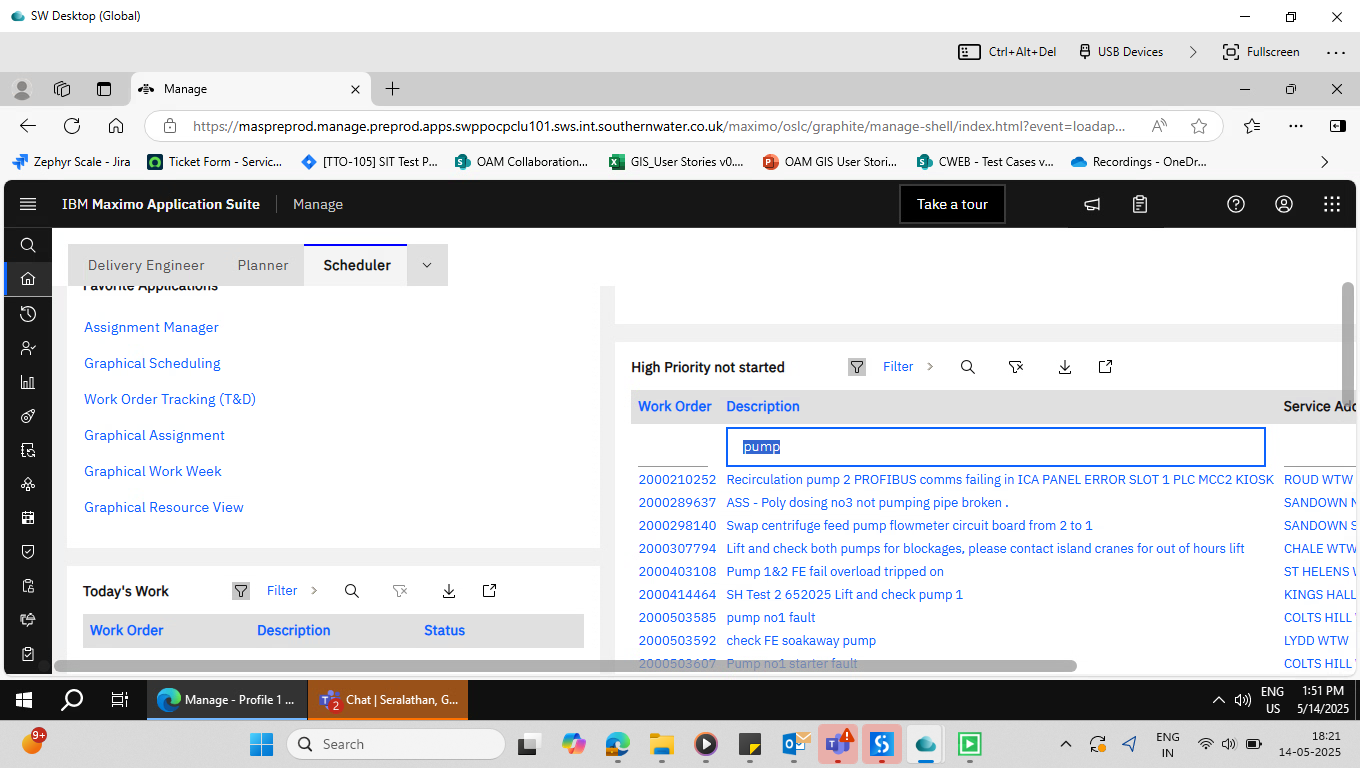 SW Desktop (Global)
Ctrl+Alt+Del USB Devices Fullscreen
Manage
https://maspreprod.manage.preprod.apps.swppocpclu101.sws.int.southernwater.co.uk/maximo/oslc/graphite/manage-shell/index.html?event=loadap...
Zephyr Scale - Jira Ticket Form - Servic... [TTO-105] SIT Test P... OAM Collaboration... GIS_User Stories v0.... OAM GIS User Stori... CWEB - Test Cases v... Recordings - OneDr...
IBM Maximo Application Suite Manage Take a tour
Delivery Engineer Planner Scheduler
Favorite Applications
Assignment Manager
Graphical Scheduling
Work Order Tracking (T&D)
Graphical Assignment
Graphical Work Week
Graphical Resource View
Today's Work Filter
Work Order Description Status
High Priority not started Filter
Work Order Description Service Add
pump
2000210252 Recirculation pump 2 PROFIBUS comms failing in ICA PANEL ERROR SLOT 1 PLC MCC2 KIOSK ROUD WTW
2000289637 ASS - Poly dosing no3 not pumping pipe broken . SANDOWN N
2000298140 Swap centrifuge feed pump flowmeter circuit board from 2 to 1 SANDOWN S
2000307794 Lift and check both pumps for blockages, please contact island cranes for out of hours lift CHALE WTW
2000403108 Pump 1&2 FE fail overload tripped on ST HELENS W
2000414464 SH Test 2 652025 Lift and check pump 1 KINGS HALL
2000503585 pump no1 fault COLTS HILL
2000503592 check FE soakaway pump LYDD WTW
2000503607 Pump no1 starter fault COLTS HILL
Manage - Profile 1 ... 2 Chat | Seralathan, G... ENG US 1:51 PM 5/14/2025
9+ Search ENG IN 18:21 14-05-2025